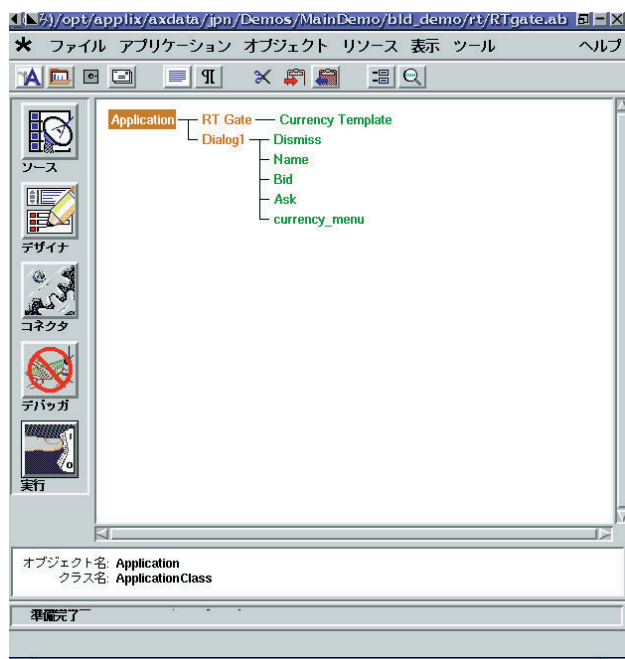 /opt/applix/axdata/jpn/Demos/MainDemo/bld_demo/rt/RTgate.ab
ファイル アプリケーション オブジェクト リソース 表示 ツール ヘルプ
Application RT Gate Currency Template
Dialog1 Dismiss
Name
Bid
Ask
currency_menu
ソース
デザイナ
コネクタ
デバッガ
実行
オブジェクト名: Application
クラス名: ApplicationClass
準備完了